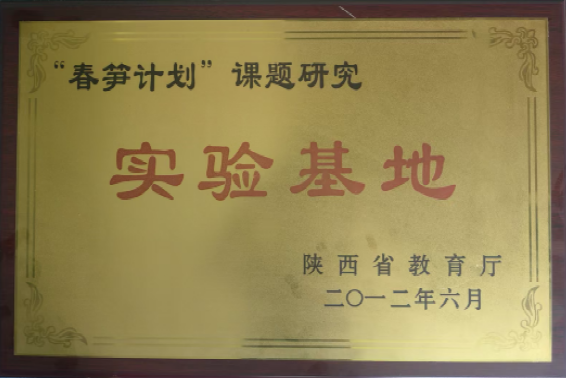 “春笋计划”课题研究
实验基地
陕西省教育厅
二〇一二年六月